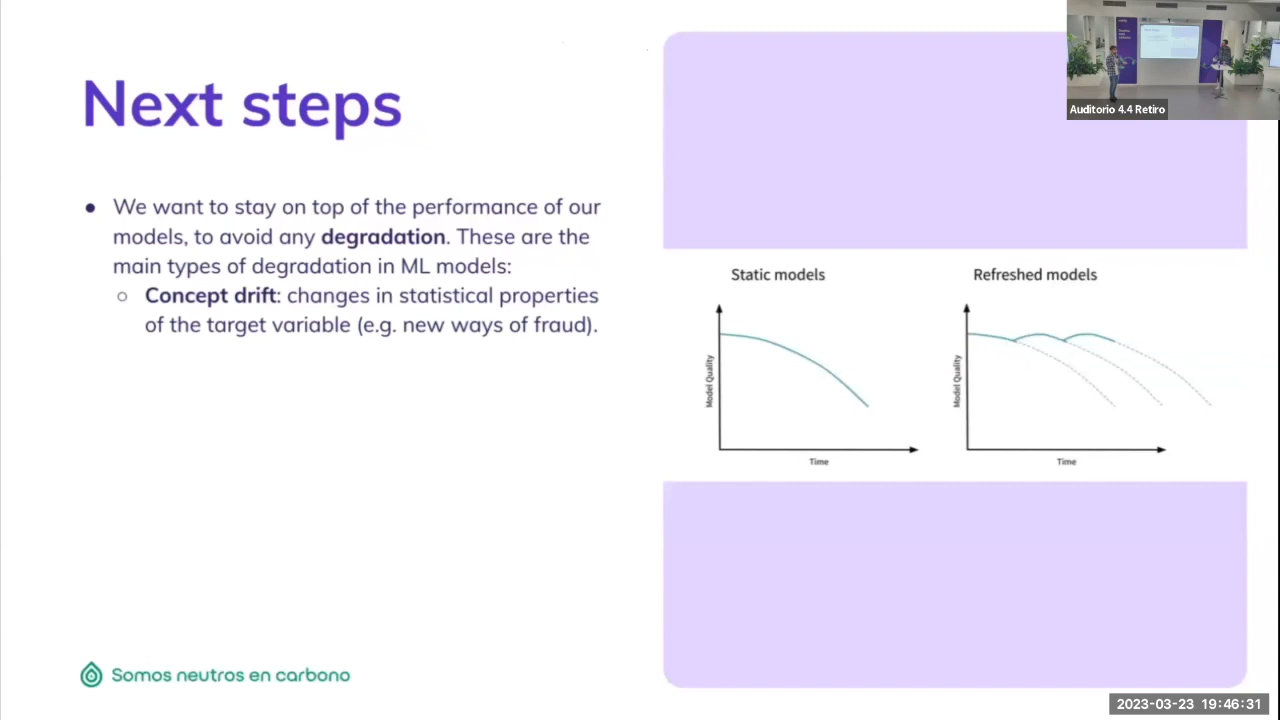 Next steps
● We want to stay on top of the performance of our
models, to avoid any degradation. These are the
main types of degradation in ML models:
○ Concept drift: changes in statistical properties
of the target variable (e.g. new ways of fraud).
Static models
Model Quality
Time
Refreshed models
Model Quality
Time
Somos neutros en carbono
Auditorio 4.4 Retiro
2023-03-23 19:46:31